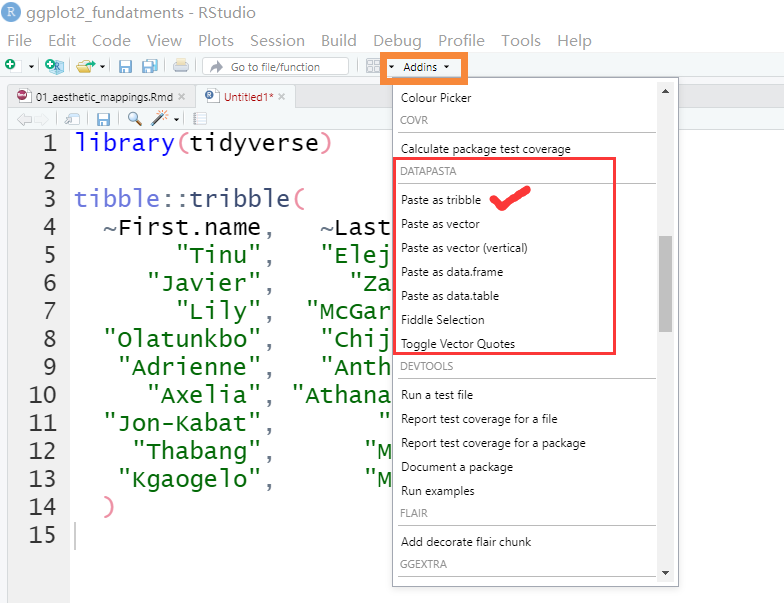 R ggplot2_fundatments - RStudio
File Edit Code View Plots Session Build Debug Profile Tools Help
Go to file/function Addins
01_aesthetic_mappings.Rmd Untitled1*
1 library(tidyverse)
2
3 tibble::tribble(
4 ~First.name, ~Last
5 "Tinu", "Elej
6 "Javier", "Za
7 "Lily", "McGar
8 "Olatunkbo", "Chij
9 "Adrienne", "Anth
10 "Axelia", "Athana
11 "Jon-Kabat", "
12 "Thabang", "M
13 "Kgaogelo", "M
14 )
15
Colour Picker
COVR
Calculate package test coverage
DATAPASTA
Paste as tribble
Paste as vector
Paste as vector (vertical)
Paste as data.frame
Paste as data.table
Fiddle Selection
Toggle Vector Quotes
DEVTOOLS
Run a test file
Report test coverage for a file
Report test coverage for a package
Document a package
Run examples
FLAIR
Add decorate flair chunk
GGEXTRA